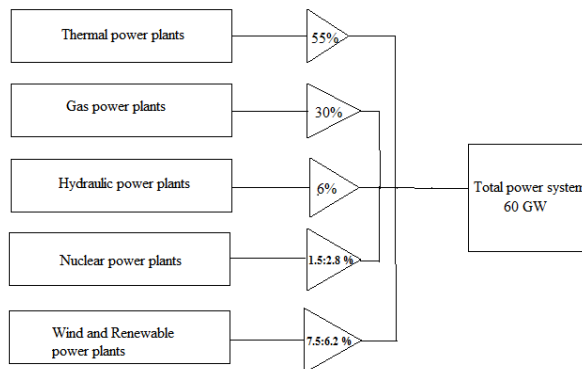 Thermal power plants
55%
Gas power plants
30%
Hydraulic power plants
6%
Total power system
60 GW
Nuclear power plants
1.5:2.8 %
Wind and Renewable
power plants
7.5:6.2 %